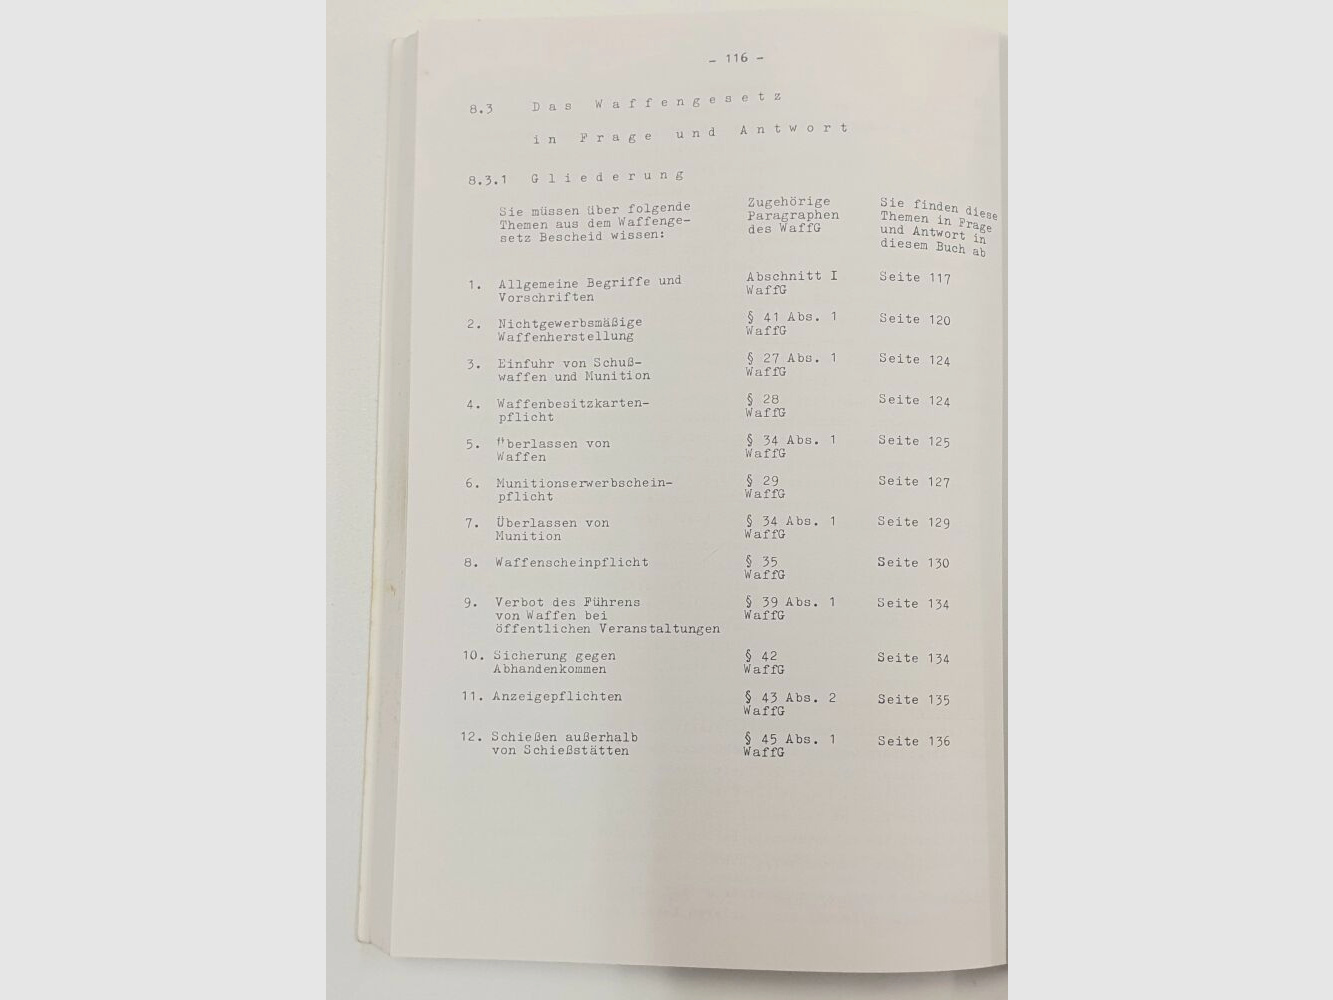 - 116 -
8.3 Das Waffengesetz
in Frage und Antwort
8.3.1 Gliederung
Sie müssen über folgende
Themen aus dem Waffenge-
setz Bescheid wissen:
Zugehörige
Paragraphen
des WaffG
Sie finden diese
Themen in Frage
und Antwort in
diesem Buch ab
1. Allgemeine Begriffe und Abschnitt I Seite 117
Vorschriften WaffG
2. Nichtgewerbsmäßige § 41 Abs. 1 Seite 120
Waffenherstellung WaffG
3. Einfuhr von Schuß- § 27 Abs. 1 Seite 124
waffen und Munition WaffG
4. Waffenbesitzkarten- § 28 Seite 124
pflicht WaffG
5. Überlassen von § 34 Abs. 1 Seite 125
Waffen WaffG
6. Munitionserwerbschein- § 29 Seite 127
pflicht WaffG
7. Überlassen von § 34 Abs. 1 Seite 129
Munition WaffG
8. Waffenscheinpflicht § 35 Seite 130
WaffG
9. Verbot des Führens § 39 Abs. 1 Seite 134
von Waffen bei WaffG
öffentlichen Veranstaltungen
10. Sicherung gegen § 42 Seite 134
Abhandenkommen WaffG
11. Anzeigepflichten § 43 Abs. 2 Seite 135
WaffG
12. Schießen außerhalb § 45 Abs. 1 Seite 136
von Schießstätten WaffG